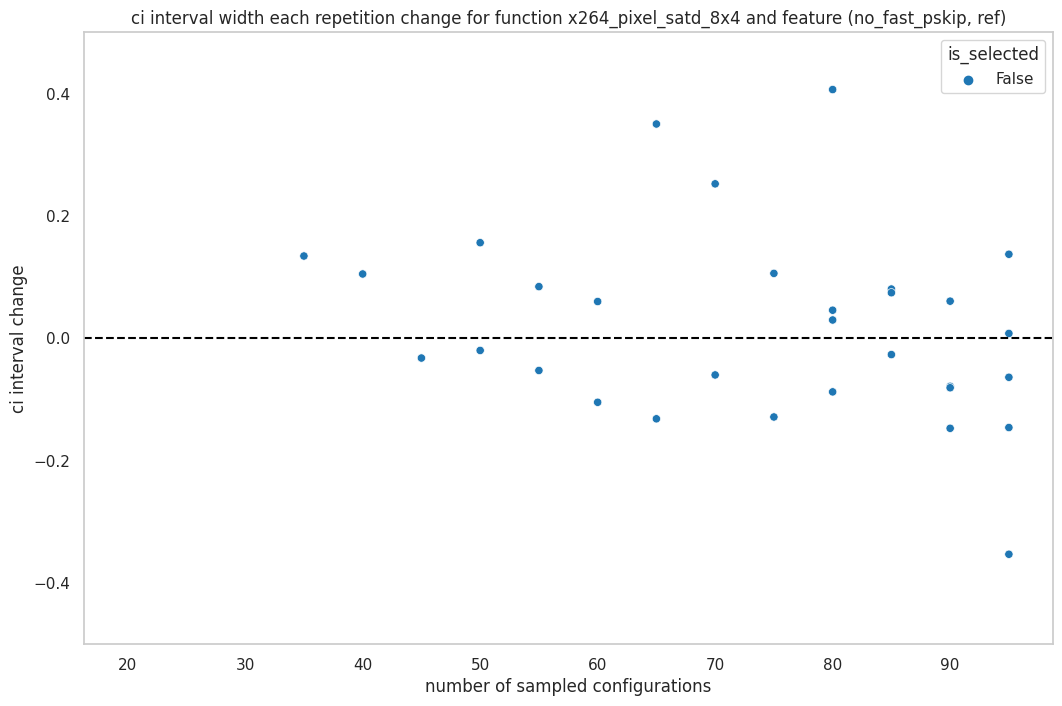 ci interval width each repetition change for function x264_pixel_satd_8x4 and feature (no_fast_pskip, ref)
is_selected
False
ci interval change
0.4
0.2
0.0
−0.2
−0.4
20 30 40 50 60 70 80 90
number of sampled configurations